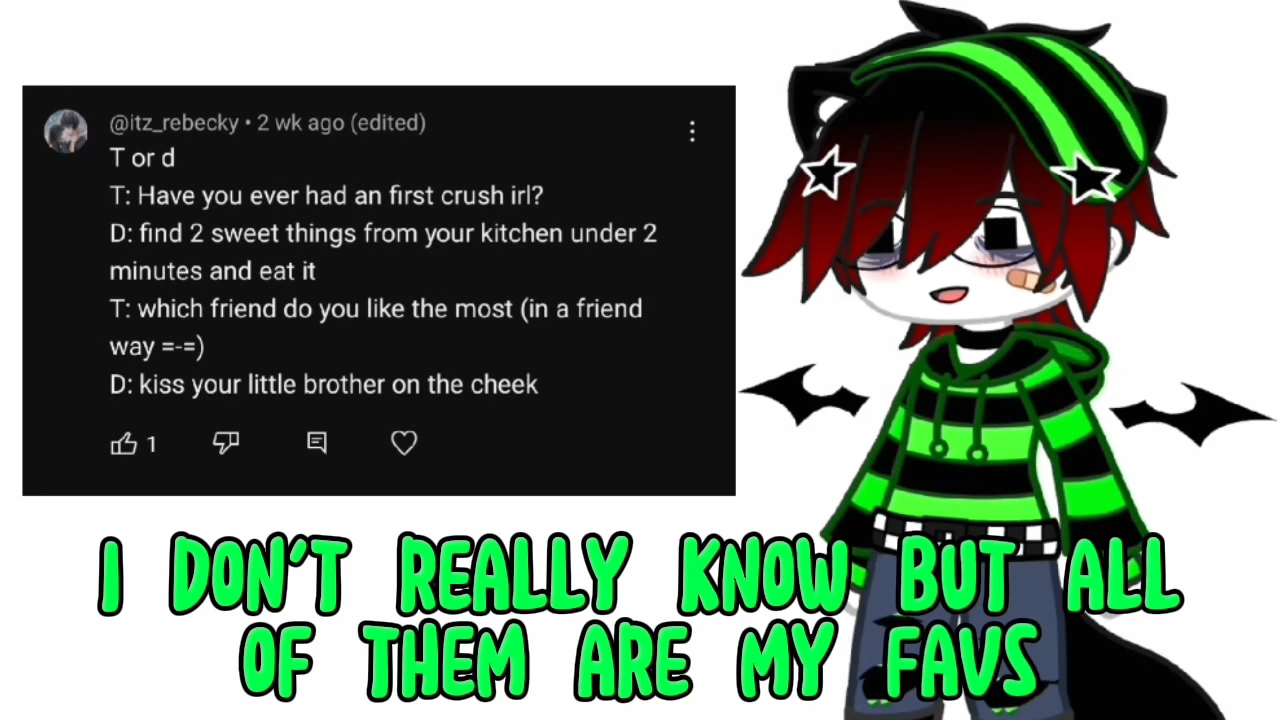 @itz_rebecky • 2 wk ago (edited)
T or d
T: Have you ever had an first crush irl?
D: find 2 sweet things from your kitchen under 2
minutes and eat it
T: which friend do you like the most (in a friend
way =-=)
D: kiss your little brother on the cheek
1
I DON'T REALLY KNOW BUT ALL
OF THEM ARE MY FAVS